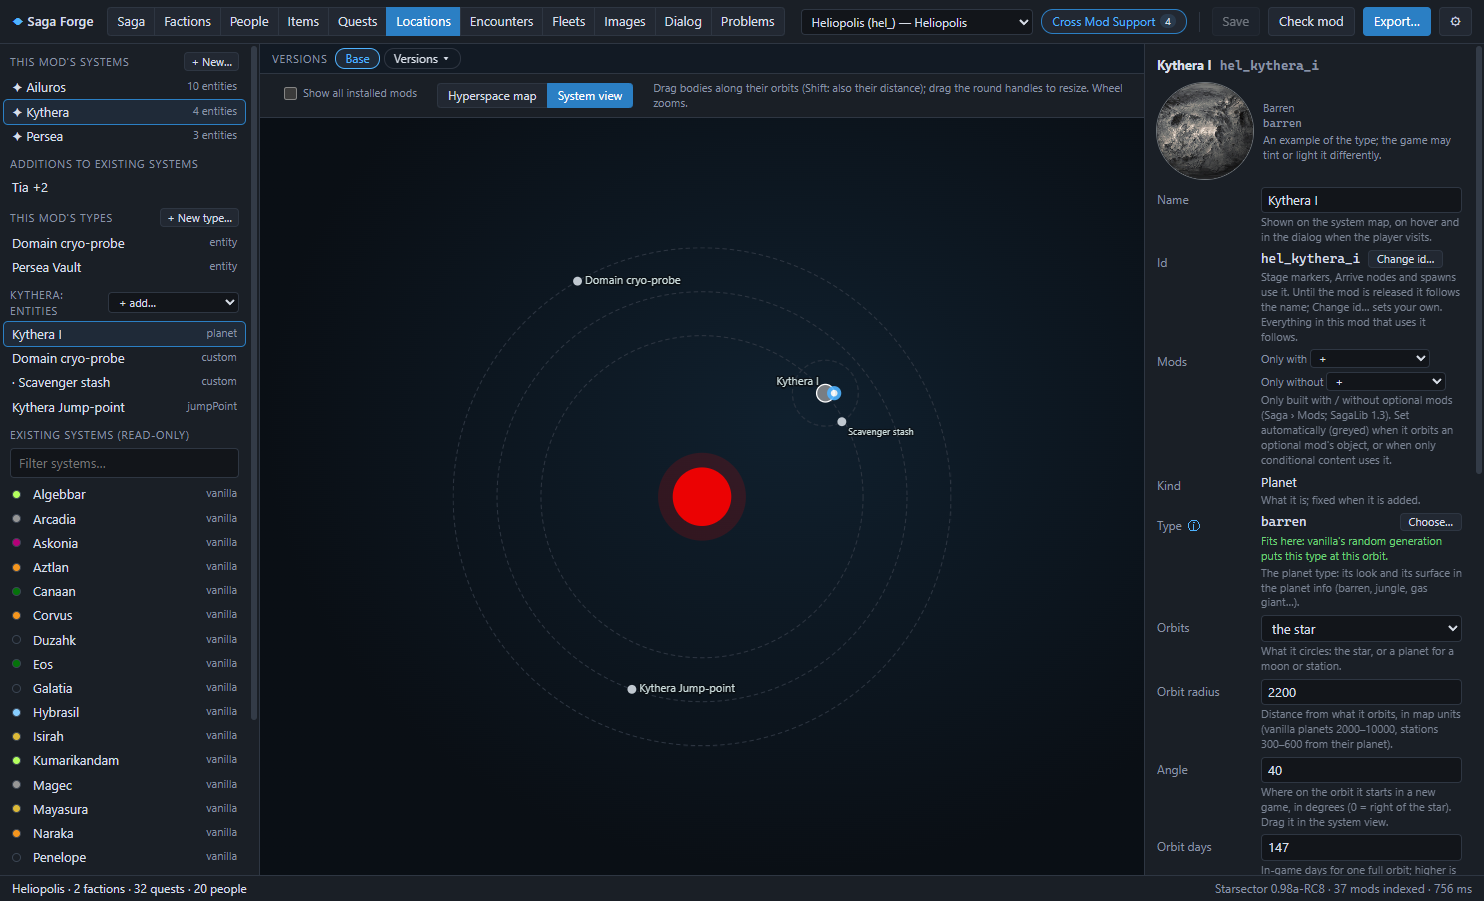 Saga Forge
Saga
Factions
People
Items
Quests
Locations
Encounters
Fleets
Images
Dialog
Problems
Heliopolis (hel_) — Heliopolis
Cross Mod Support 4
Save
Check mod
Export...
THIS MOD'S SYSTEMS
+ New...
Ailuros 10 entities
Kythera 4 entities
Persea 3 entities
ADDITIONS TO EXISTING SYSTEMS
Tia +2
THIS MOD'S TYPES
+ New type...
Domain cryo-probe entity
Persea Vault entity
KYTHERA:
ENTITIES
+ add...
Kythera I planet
Domain cryo-probe custom
· Scavenger stash custom
Kythera Jump-point jumpPoint
EXISTING SYSTEMS (READ-ONLY)
Filter systems...
Algebbar vanilla
Arcadia vanilla
Askonia vanilla
Aztlan vanilla
Canaan vanilla
Corvus vanilla
Duzahk vanilla
Eos vanilla
Galatia vanilla
Hybrasil vanilla
Isirah vanilla
Kumarikandam vanilla
Magec vanilla
Mayasura vanilla
Naraka vanilla
Penelope vanilla
VERSIONS
Base
Versions
Show all installed mods
Hyperspace map
System view
Drag bodies along their orbits (Shift: also their distance); drag the round handles to resize. Wheel
zooms.
Domain cryo-probe
Kythera I
Scavenger stash
Kythera Jump-point
Kythera I hel_kythera_i
Barren
barren
An example of the type; the game may
tint or light it differently.
Name
Kythera I
Shown on the system map, on hover and
in the dialog when the player visits.
Id
hel_kythera_i
Change id...
Stage markers, Arrive nodes and spawns
use it. Until the mod is released it follows
the name; Change id... sets your own.
Everything in this mod that uses it
follows.
Mods
Only with +
Only without +
Only built with / without optional mods
(Saga › Mods; SagaLib 1.3). Set
automatically (greyed) when it orbits an
optional mod's object, or when only
conditional content uses it.
Kind
Planet
What it is; fixed when it is added.
Type
barren
Choose...
Fits here: vanilla's random generation
puts this type at this orbit.
The planet type: its look and its surface in
the planet info (barren, jungle, gas
giant...).
Orbits
the star
What it circles: the star, or a planet for a
moon or station.
Orbit radius
2200
Distance from what it orbits, in map units
(vanilla planets 2000–10000, stations
300–600 from their planet).
Angle
40
Where on the orbit it starts in a new
game, in degrees (0 = right of the star).
Drag it in the system view.
Orbit days
147
In-game days for one full orbit; higher is
Heliopolis · 2 factions · 32 quests · 20 people
Starsector 0.98a-RC8 · 37 mods indexed · 756 ms